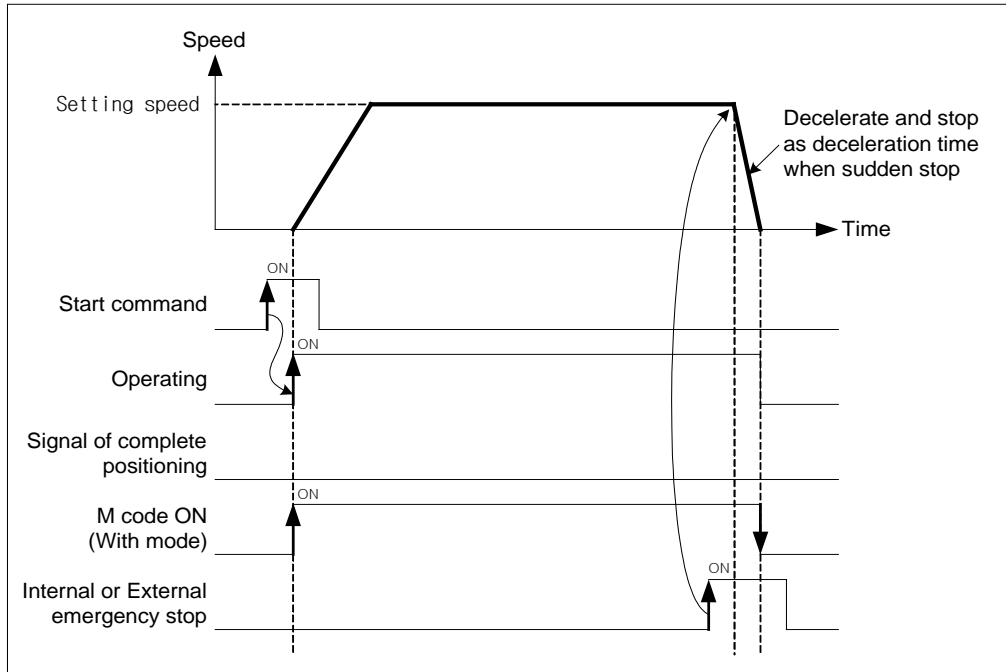 Speed
Setting speed
Decelerate and stop
as deceleration time
when sudden stop
Time
ON
Start command
ON
Operating
Signal of complete
positioning
ON
M code ON
(With mode)
ON
Internal or External
emergency stop